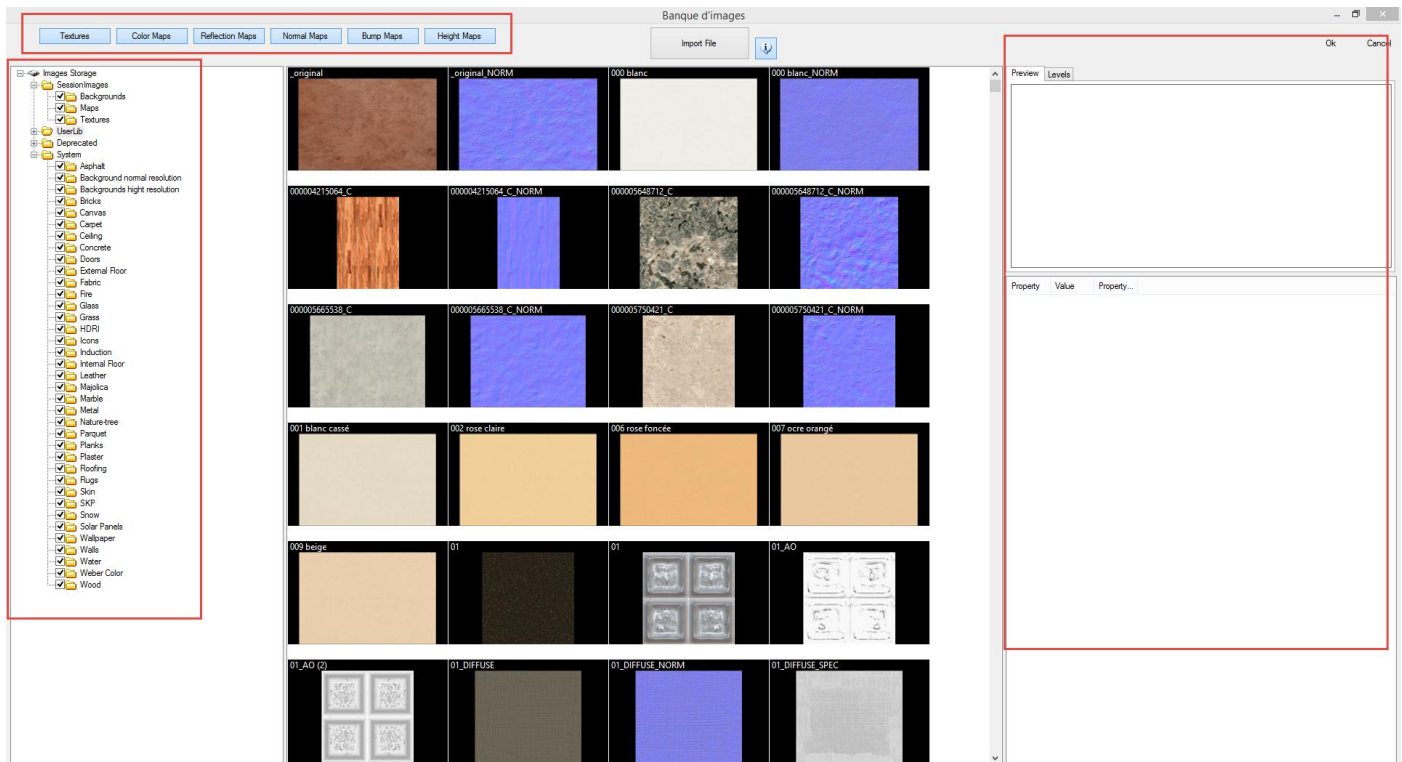 Banque d'images
Textures Color Maps Reflection Maps Normal Maps Bump Maps Height Maps
Import File
Ok Cancel
Images Storage
SessionImages
Backgrounds
Maps
Textures
UserLib
Deprecated
System
Asphalt
Background normal resolution
Backgrounds hight resolution
Bricks
Canvas
Carpet
Ceiling
Concrete
Doors
External Floor
Fabric
Fire
Glass
Grass
HDRI
Icons
Induction
Internal Floor
Leather
Majolica
Marble
Metal
Nature-tree
Parquet
Planks
Plaster
Roofing
Rugs
Skin
SKP
Snow
Solar Panels
Wallpaper
Walls
Water
Weber Color
Wood
_original _original_NORM 000 blanc 000 blanc_NORM
000004215064_C 000004215064_C_NORM 000005648712_C 000005648712_C_NORM
000005665538_C 000005665538_C_NORM 000005750421_C 000005750421_C_NORM
001 blanc cassé 002 rose claire 006 rose foncée 007 ocre orangé
009 beige 01 01 01_AO
01_AO (2) 01_DIFFUSE 01_DIFFUSE_NORM 01_DIFFUSE_SPEC
Preview Levels
Property Value Property...